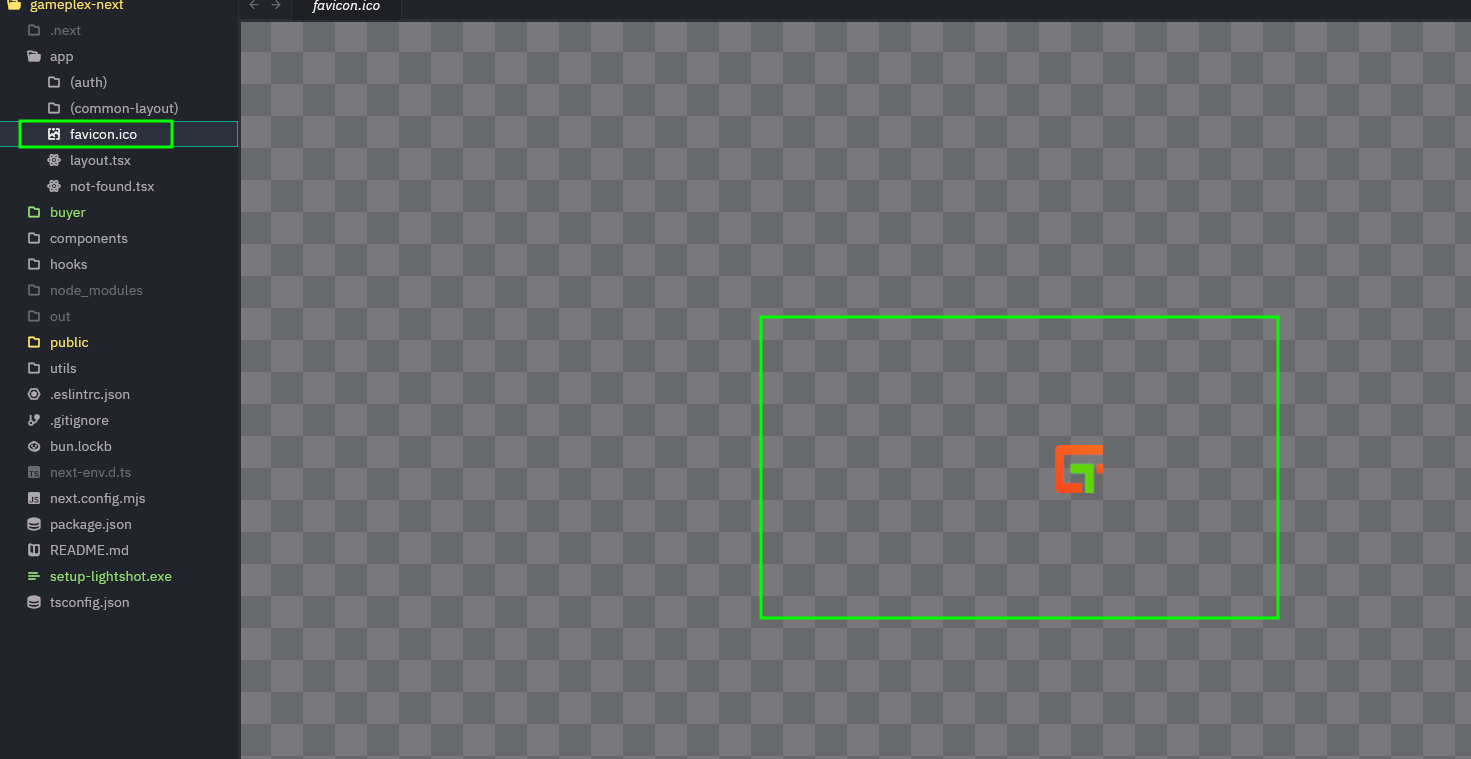 gameplex-next
favicon.ico
.next
app
(auth)
(common-layout)
favicon.ico
layout.tsx
not-found.tsx
buyer
components
hooks
node_modules
out
public
utils
.eslintrc.json
.gitignore
bun.lockb
TS next-env.d.ts
JS next.config.mjs
package.json
README.md
setup-lightshot.exe
tsconfig.json